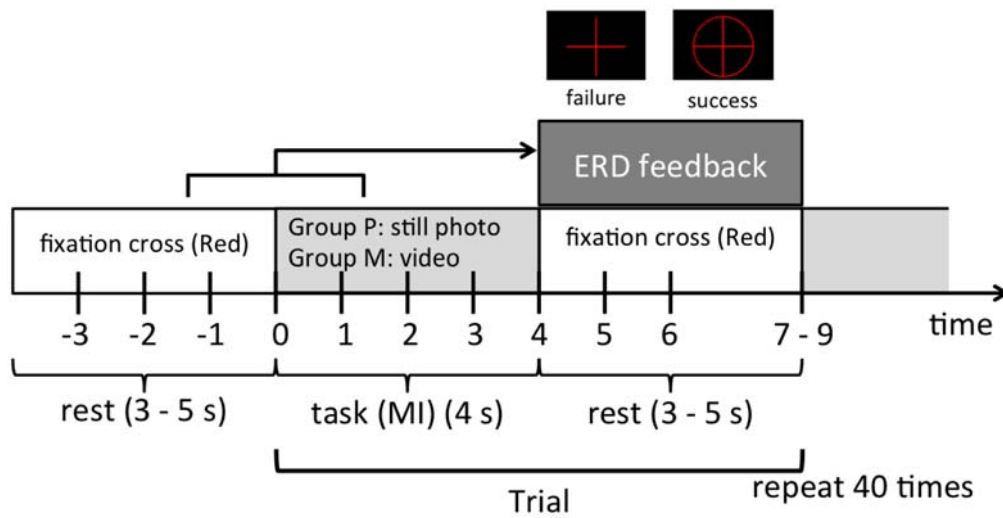 failure
success
ERD feedback
fixation cross (Red)
Group P: still photo
Group M: video
fixation cross (Red)
-3
-2
-1
0
1
2
3
4
5
6
7 - 9
time
rest (3 - 5 s)
task (MI) (4 s)
rest (3 - 5 s)
Trial
repeat 40 times